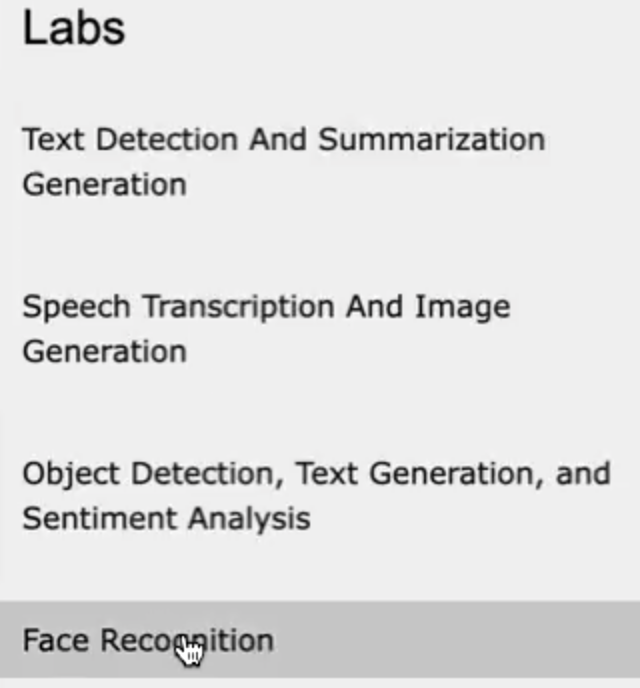 Labs
Text Detection And Summarization
Generation
Speech Transcription And Image
Generation
Object Detection, Text Generation, and
Sentiment Analysis
Face Recognition